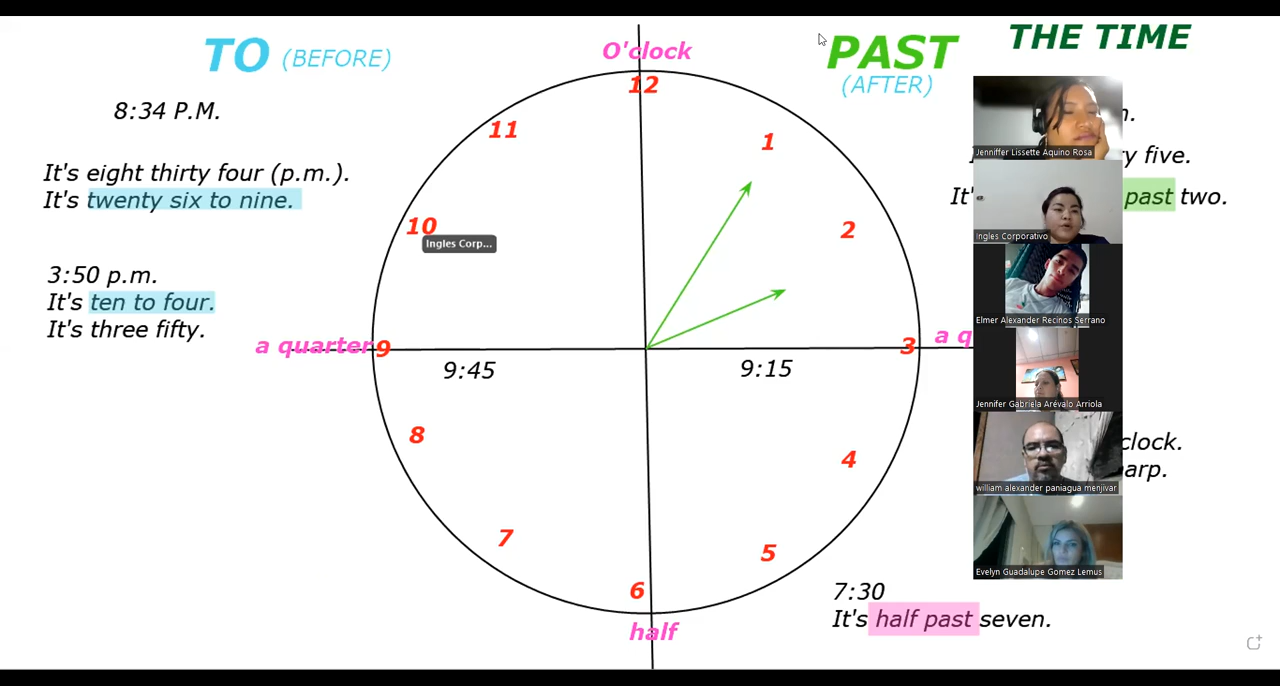 THE TIME
TO (BEFORE)
O'clock
PAST
(AFTER)
8:34 P.M.
It's eight thirty four (p.m.).
It's twenty six to nine.
3:50 p.m.
It's ten to four.
It's three fifty.
12
11
1
10
2
Ingles Corp...
a quarter
9
3
a q
9:45
9:15
8
4
7
5
6
half
five.
past two.
clock.
arp.
7:30
It's half past seven.
Jenniffer Lissette Aquino Rosa
Ingles Corporativo
Elmer Alexander Recinos Serrano
Jennifer Gabriela Arévalo Arriola
william alexander paniagua menjivar
Evelyn Guadalupe Gomez Lemus